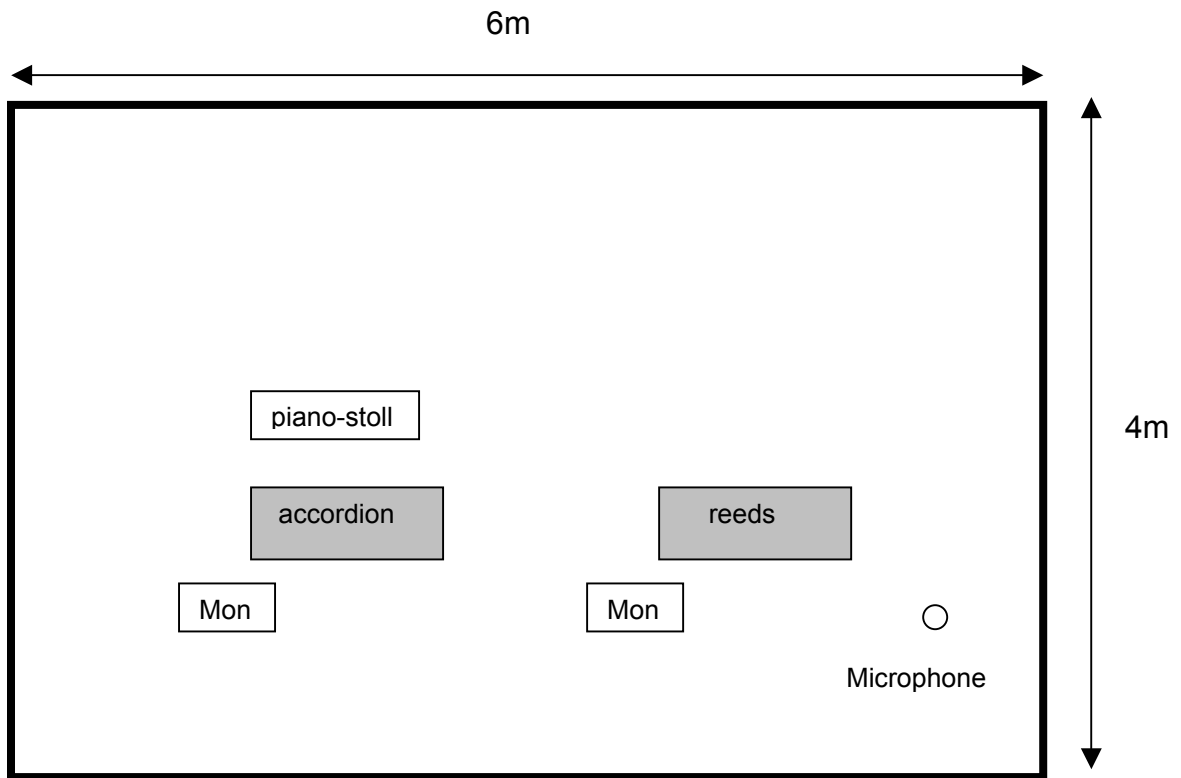 6m
4m
piano-stoll
accordion
reeds
Mon
Mon
Microphone